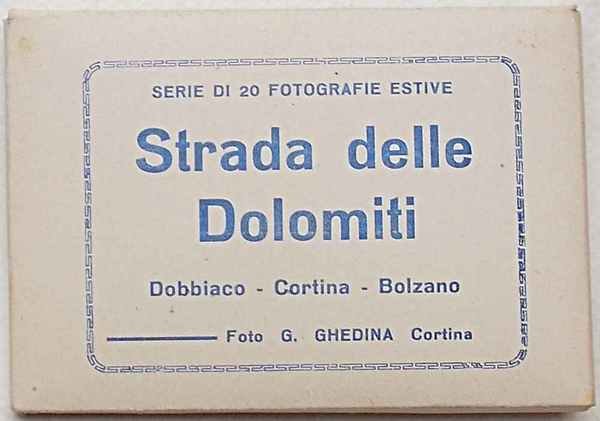 SERIE DI 20 FOTOGRAFIE ESTIVE
Strada delle
Dolomiti
Dobbiaco - Cortina - Bolzano
Foto G. GHEDINA Cortina